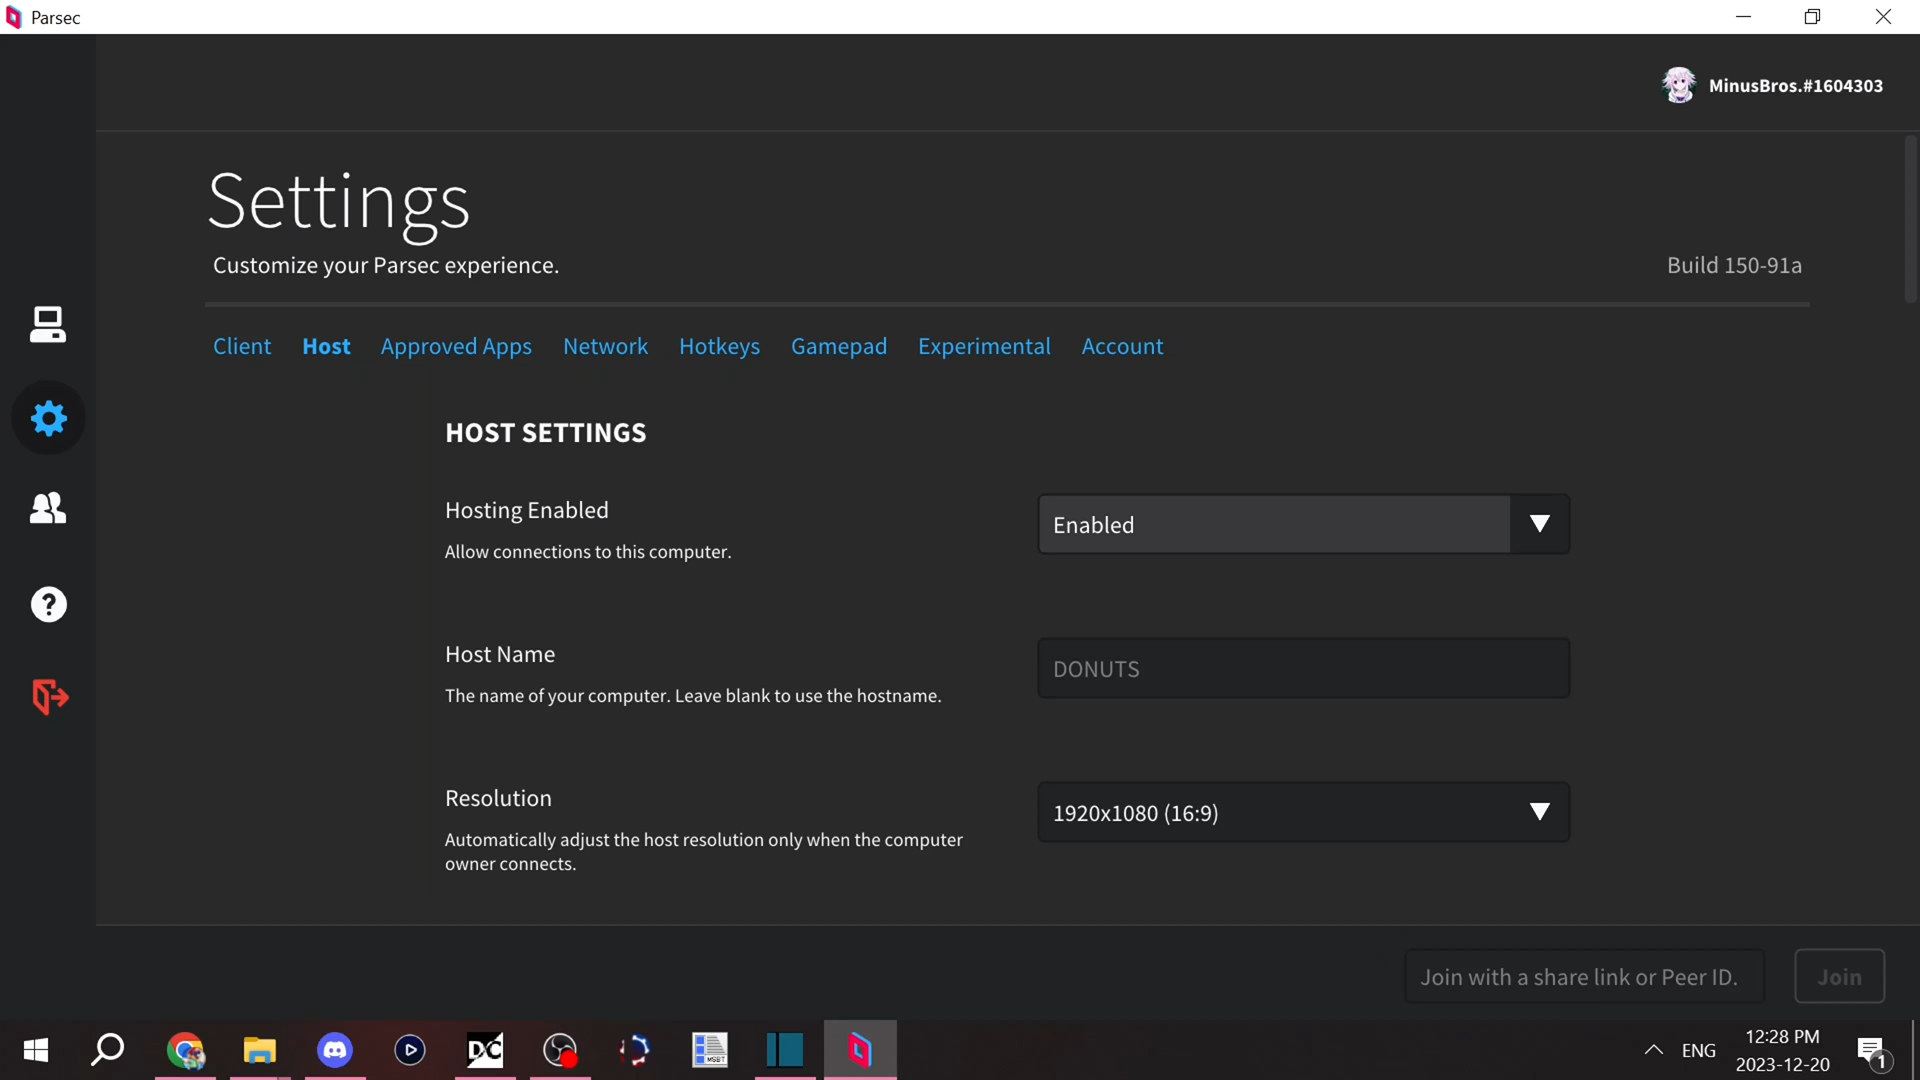 Parsec
MinusBros.#1604303
Settings
Customize your Parsec experience.
Build 150-91a
Client Host Approved Apps Network Hotkeys Gamepad Experimental Account
HOST SETTINGS
Hosting Enabled
Allow connections to this computer.
Enabled
Host Name
The name of your computer. Leave blank to use the hostname.
DONUTS
Resolution
Automatically adjust the host resolution only when the computer
owner connects.
1920x1080 (16:9)
Join with a share link or Peer ID.
Join
DC
MSBT
ENG
12:28 PM
2023-12-20
1